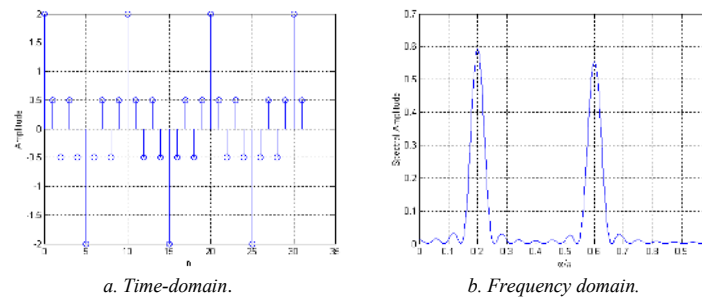 2
1.5
1
0.5
0
-0.5
-1
-1.5
-2
0 5 10 15 20 25 30 35
Amplitude
n
0.7
0.6
0.5
0.4
0.3
0.2
0.1
0
0 0.1 0.2 0.3 0.4 0.5 0.6 0.7 0.8 0.9
Spectral Amplitude
a. Time-domain.
b. Frequency domain.